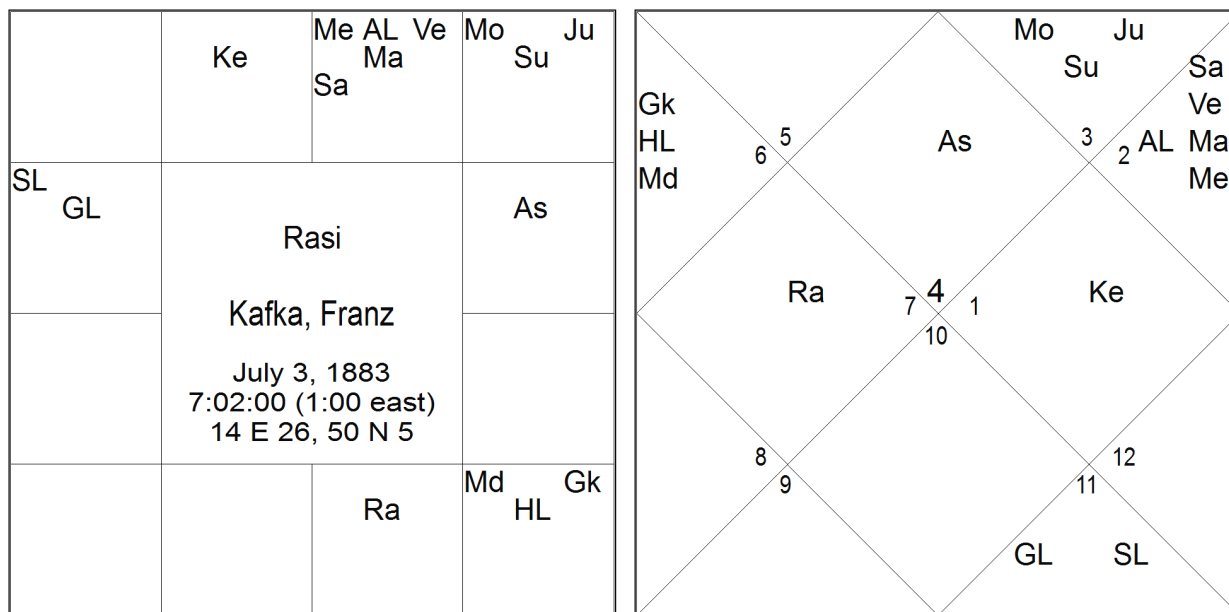 Ke
Me AL Ve
Ma
Sa
Mo Ju
Su
SL
GL
As
Rasi
Kafka, Franz
July 3, 1883
7:02:00 (1:00 east)
14 E 26, 50 N 5
Ra
Md Gk
HL
Mo Ju
Su
Sa
Ve
AL Ma
Me
Gk
HL
Md
5
6
As
3
2
Ra
7 4 1
10
Ke
8
9
12
11
GL SL